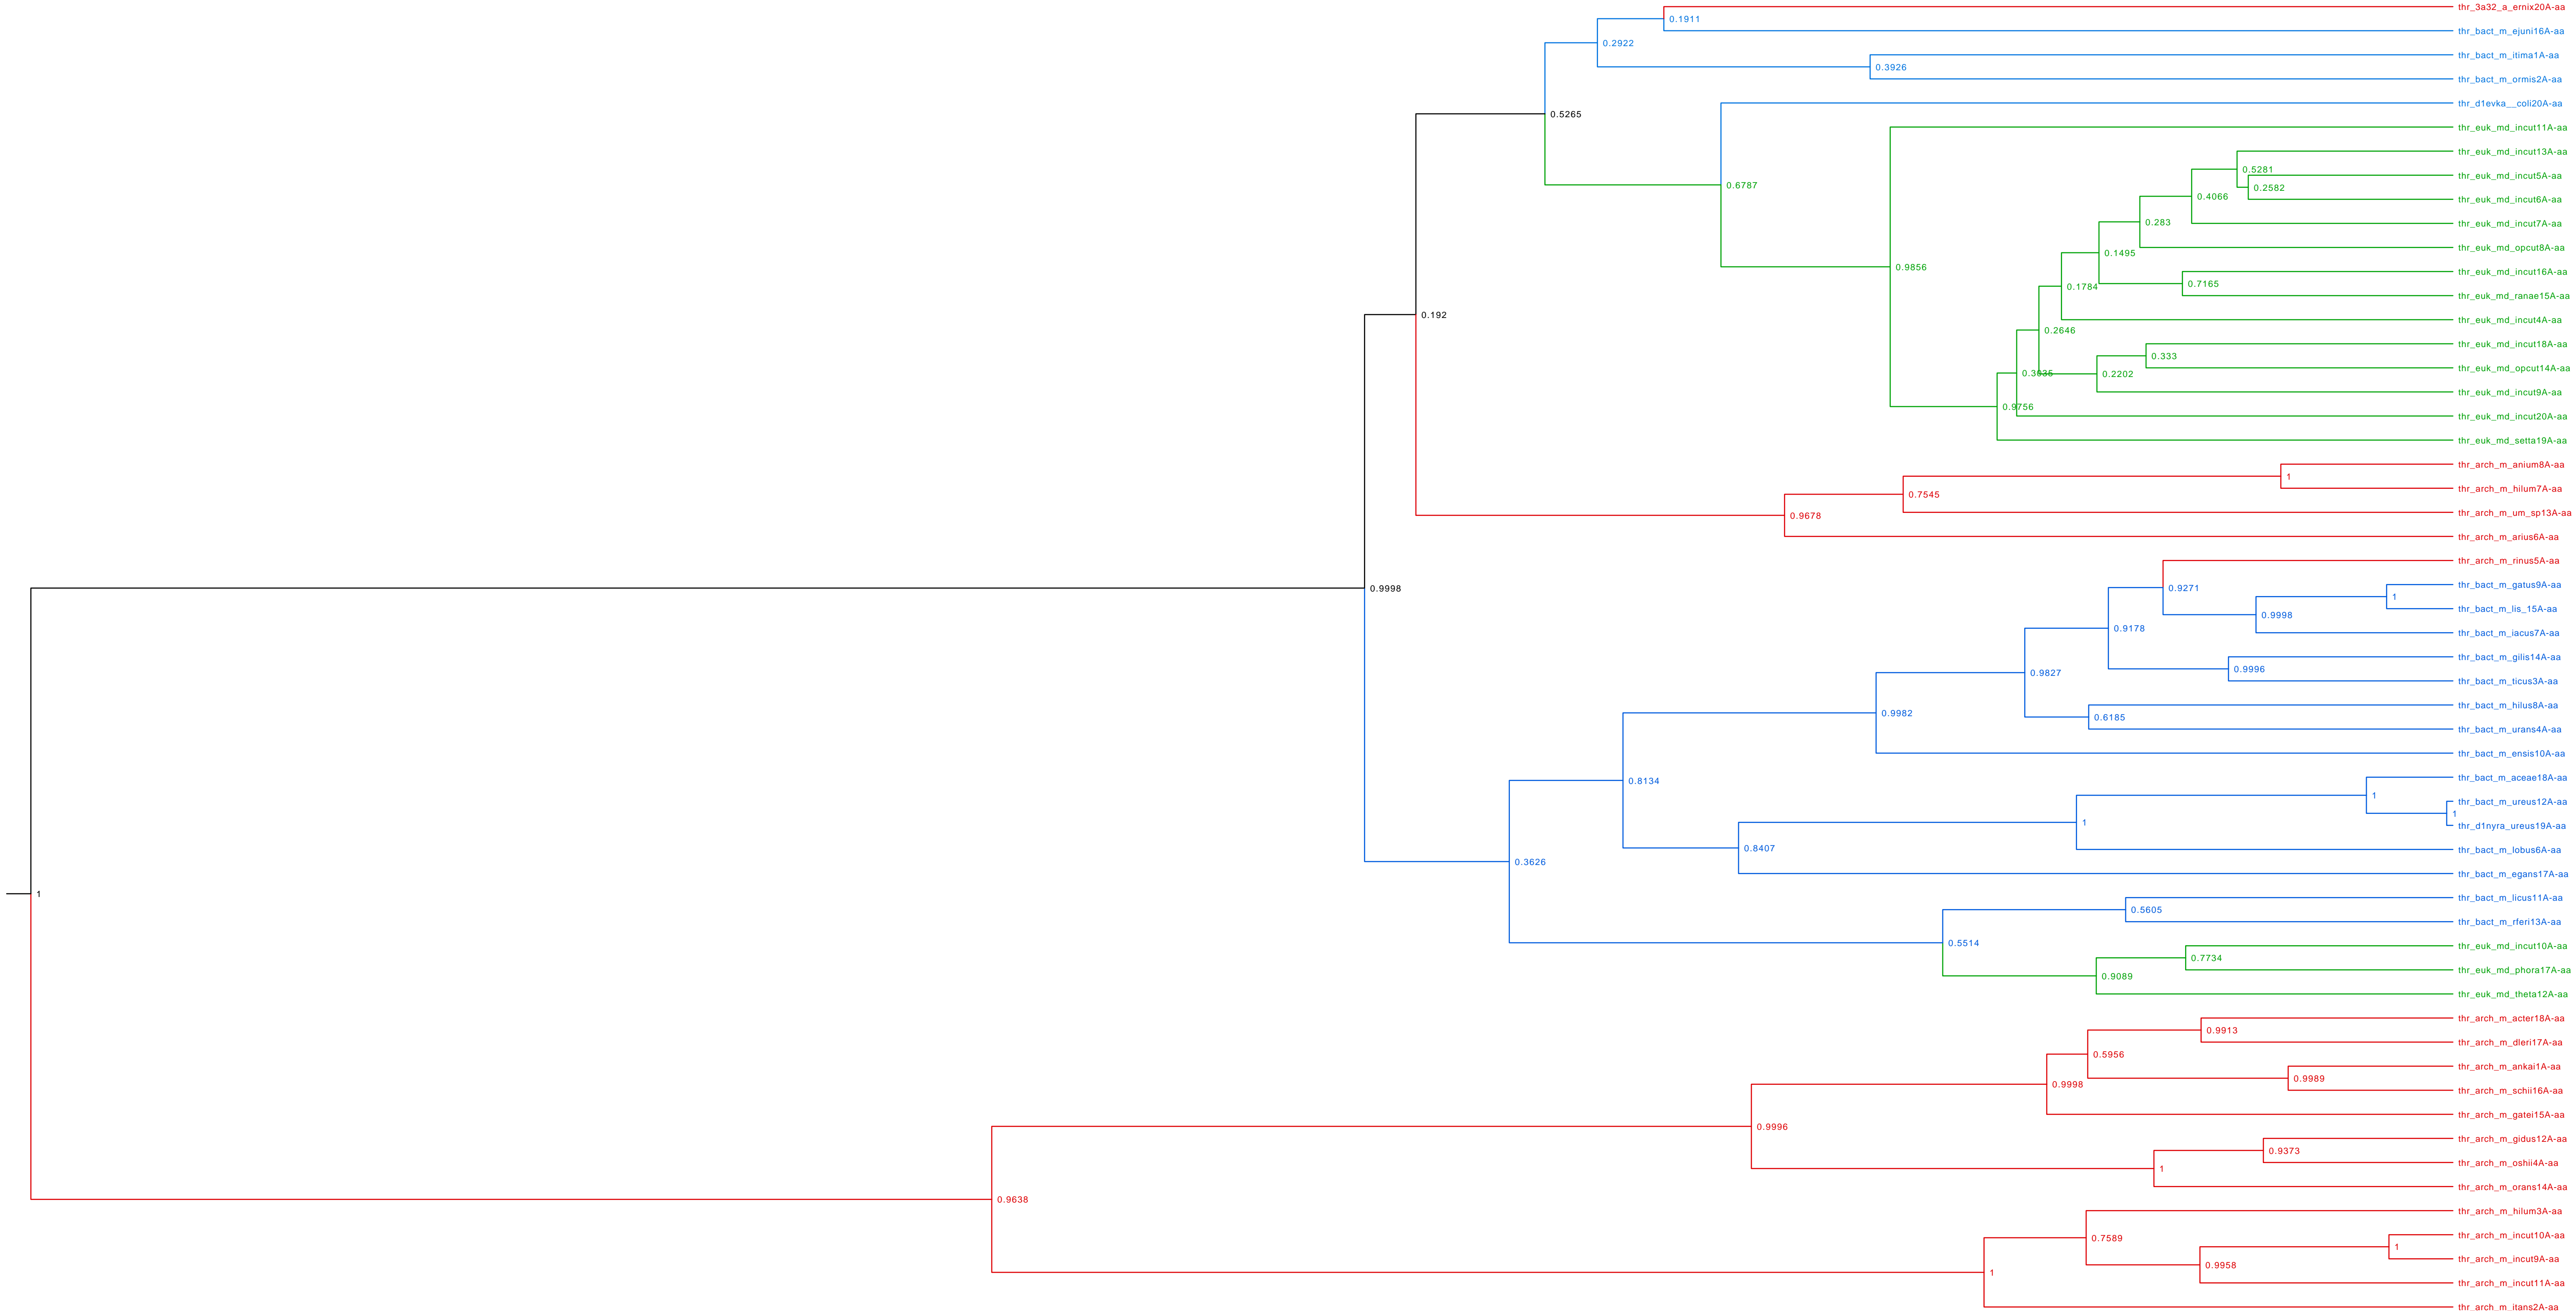 thr_3a32_a_ernix20A-aa
0.1911
thr_bact_m_ejuni16A-aa
0.2922
thr_bact_m_itima1A-aa
0.3926
thr_bact_m_ormis2A-aa
thr_d1evka__coli20A-aa
0.5265
thr_euk_md_incut11A-aa
thr_euk_md_incut13A-aa
0.5281
thr_euk_md_incut5A-aa
0.6787
0.2582
0.4066
thr_euk_md_incut6A-aa
0.283
thr_euk_md_incut7A-aa
thr_euk_md_opcut8A-aa
0.1495
0.9856
thr_euk_md_incut16A-aa
0.7165
0.1784
thr_euk_md_ranae15A-aa
0.192
thr_euk_md_incut4A-aa
0.2646
thr_euk_md_incut18A-aa
0.333
thr_euk_md_opcut14A-aa
0.3035
0.2202
thr_euk_md_incut9A-aa
0.9756
thr_euk_md_incut20A-aa
thr_euk_md_setta19A-aa
thr_arch_m_anium8A-aa
1
thr_arch_m_hilum7A-aa
0.7545
thr_arch_m_um_sp13A-aa
0.9678
thr_arch_m_arius6A-aa
thr_arch_m_rinus5A-aa
0.9998
0.9271
thr_bact_m_gatus9A-aa
1
thr_bact_m_lis_15A-aa
0.9998
0.9178
thr_bact_m_iacus7A-aa
thr_bact_m_gilis14A-aa
0.9996
0.9827
thr_bact_m_ticus3A-aa
thr_bact_m_hilus8A-aa
0.9982
0.6185
thr_bact_m_urans4A-aa
thr_bact_m_ensis10A-aa
0.8134
thr_bact_m_aceae18A-aa
1
thr_bact_m_ureus12A-aa
1
1
thr_d1nyra_ureus19A-aa
0.8407
thr_bact_m_lobus6A-aa
0.3626
thr_bact_m_egans17A-aa
1
thr_bact_m_licus11A-aa
0.5605
thr_bact_m_rferi13A-aa
0.5514
thr_euk_md_incut10A-aa
0.7734
thr_euk_md_phora17A-aa
0.9089
thr_euk_md_theta12A-aa
thr_arch_m_acter18A-aa
0.9913
thr_arch_m_dleri17A-aa
0.5956
thr_arch_m_ankai1A-aa
0.9989
0.9998
thr_arch_m_schii16A-aa
thr_arch_m_gatei15A-aa
0.9996
thr_arch_m_gidus12A-aa
0.9373
thr_arch_m_oshii4A-aa
1
thr_arch_m_orans14A-aa
0.9638
thr_arch_m_hilum3A-aa
0.7589
thr_arch_m_incut10A-aa
1
thr_arch_m_incut9A-aa
0.9958
1
thr_arch_m_incut11A-aa
thr_arch_m_itans2A-aa